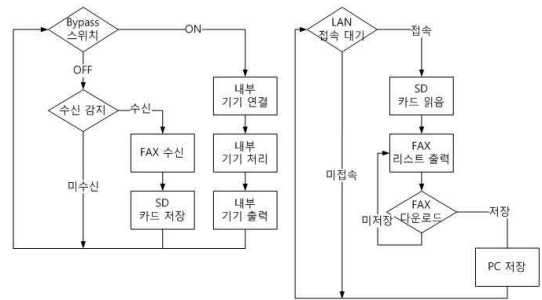 Bypass
스위치
ON
OFF
수신 감지
수신
미수신
FAX 수신
SD
카드 저장
내부
기기 연결
내부
기기 처리
내부
기기 출력
LAN
접속 대기
접속
미접속
SD
카드 읽음
FAX
리스트 출력
FAX
다운로드
미저장
저장
PC 저장